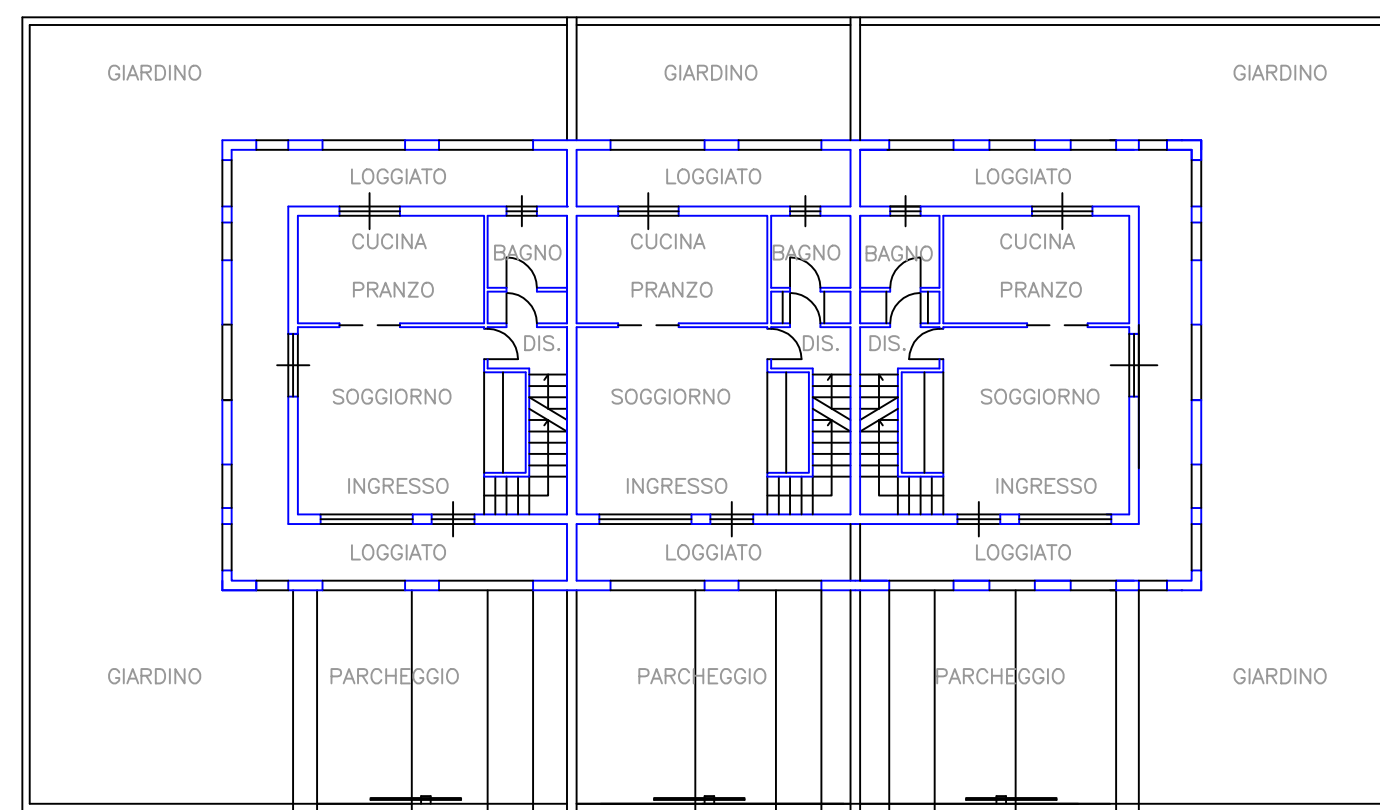 GIARDINO GIARDINO GIARDINO
LOGGIATO LOGGIATO LOGGIATO
CUCINA CUCINA CUCINA
BAGNO BAGNO BAGNO
PRANZO PRANZO PRANZO
DIS. DIS. DIS.
SOGGIORNO SOGGIORNO SOGGIORNO
INGRESSO INGRESSO INGRESSO
LOGGIATO LOGGIATO LOGGIATO
GIARDINO PARCHEGGIO PARCHEGGIO PARCHEGGIO GIARDINO